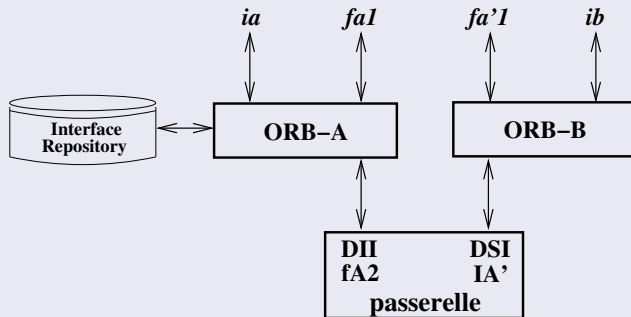 ia fa1 fa'1 ib
Interface
Repository
ORB–A ORB–B
DII DSI
fA2 IA'
passerelle